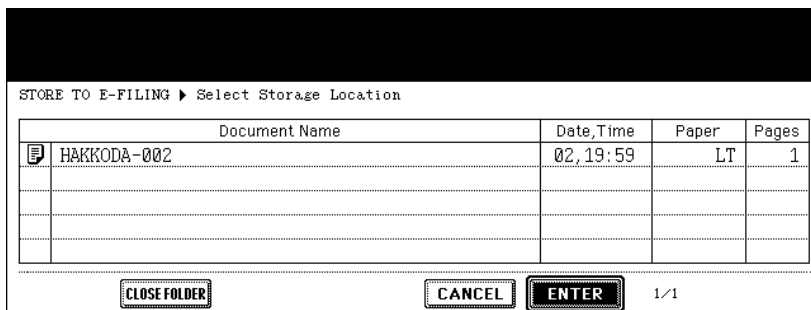 STORE TO E-FILING ▶ Select Storage Location
Document Name Date,Time Paper Pages
HAKKODA-002 02,19:59 LT 1
CLOSE FOLDER CANCEL ENTER 1/1